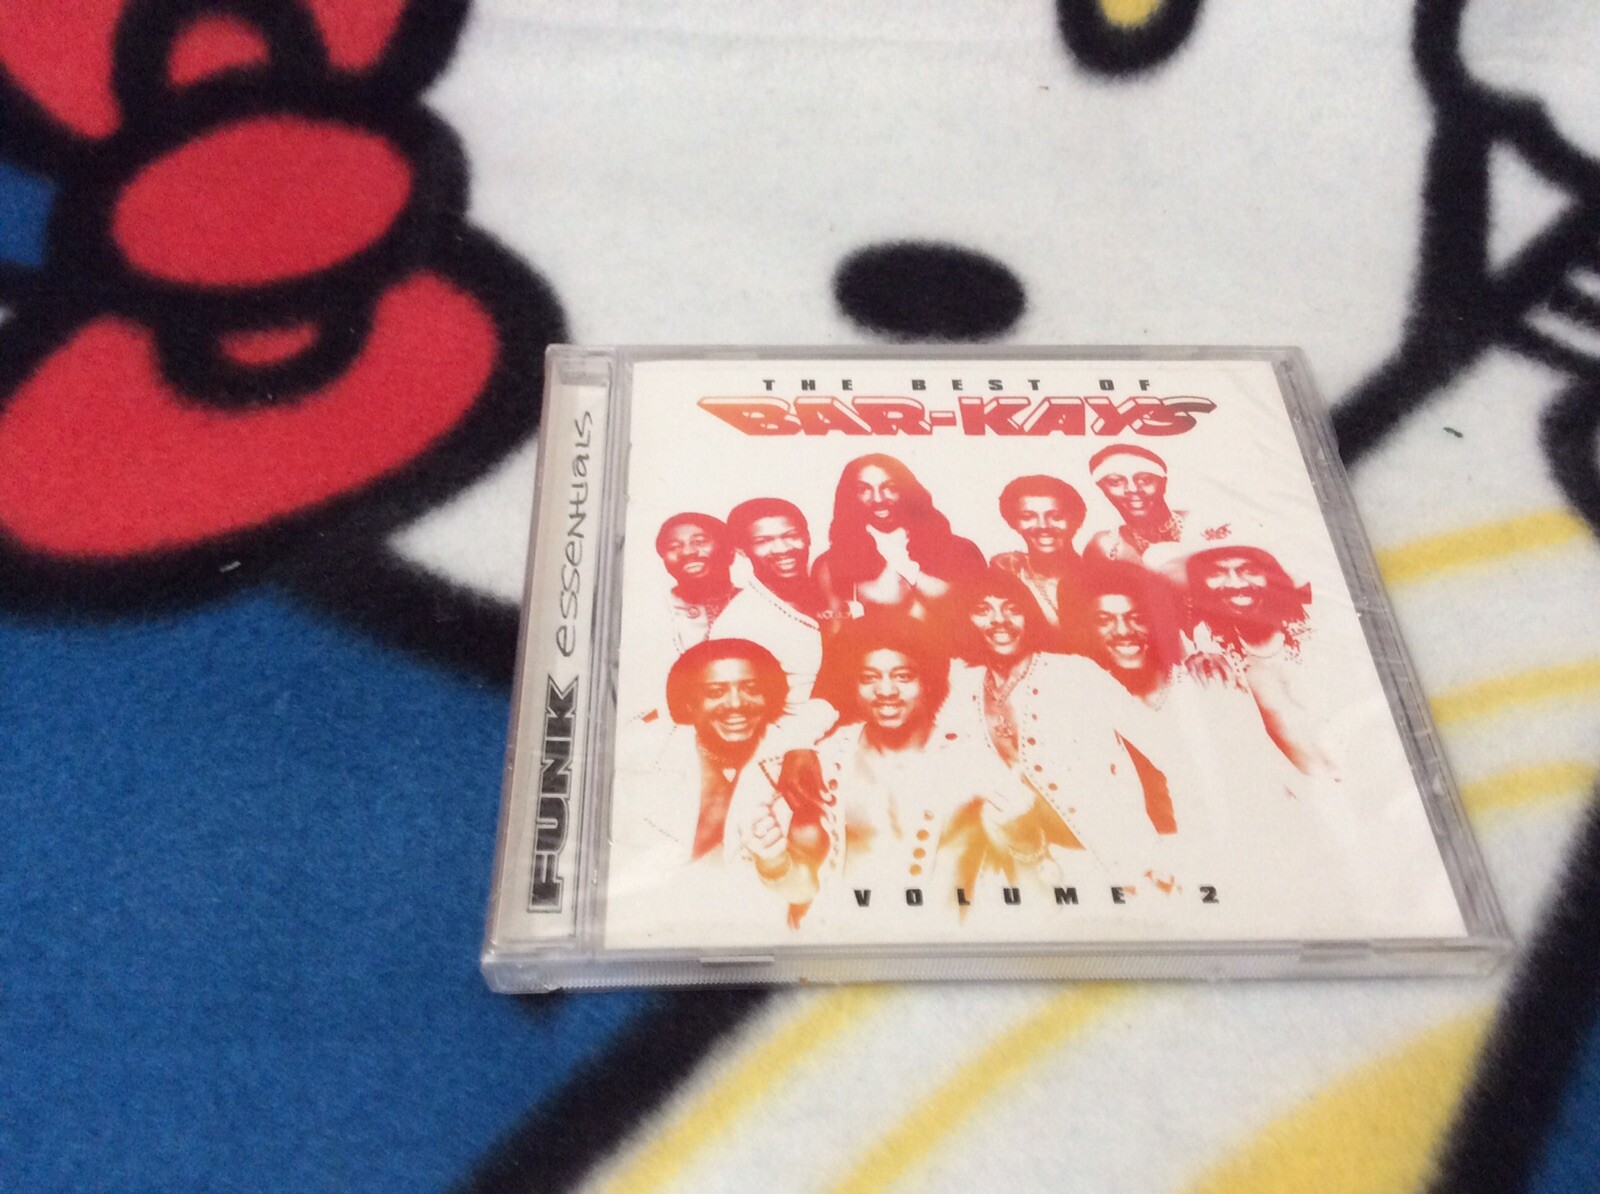 THE BEST OF
BAR-KAYS
FUNK essentials
VOLUME 2